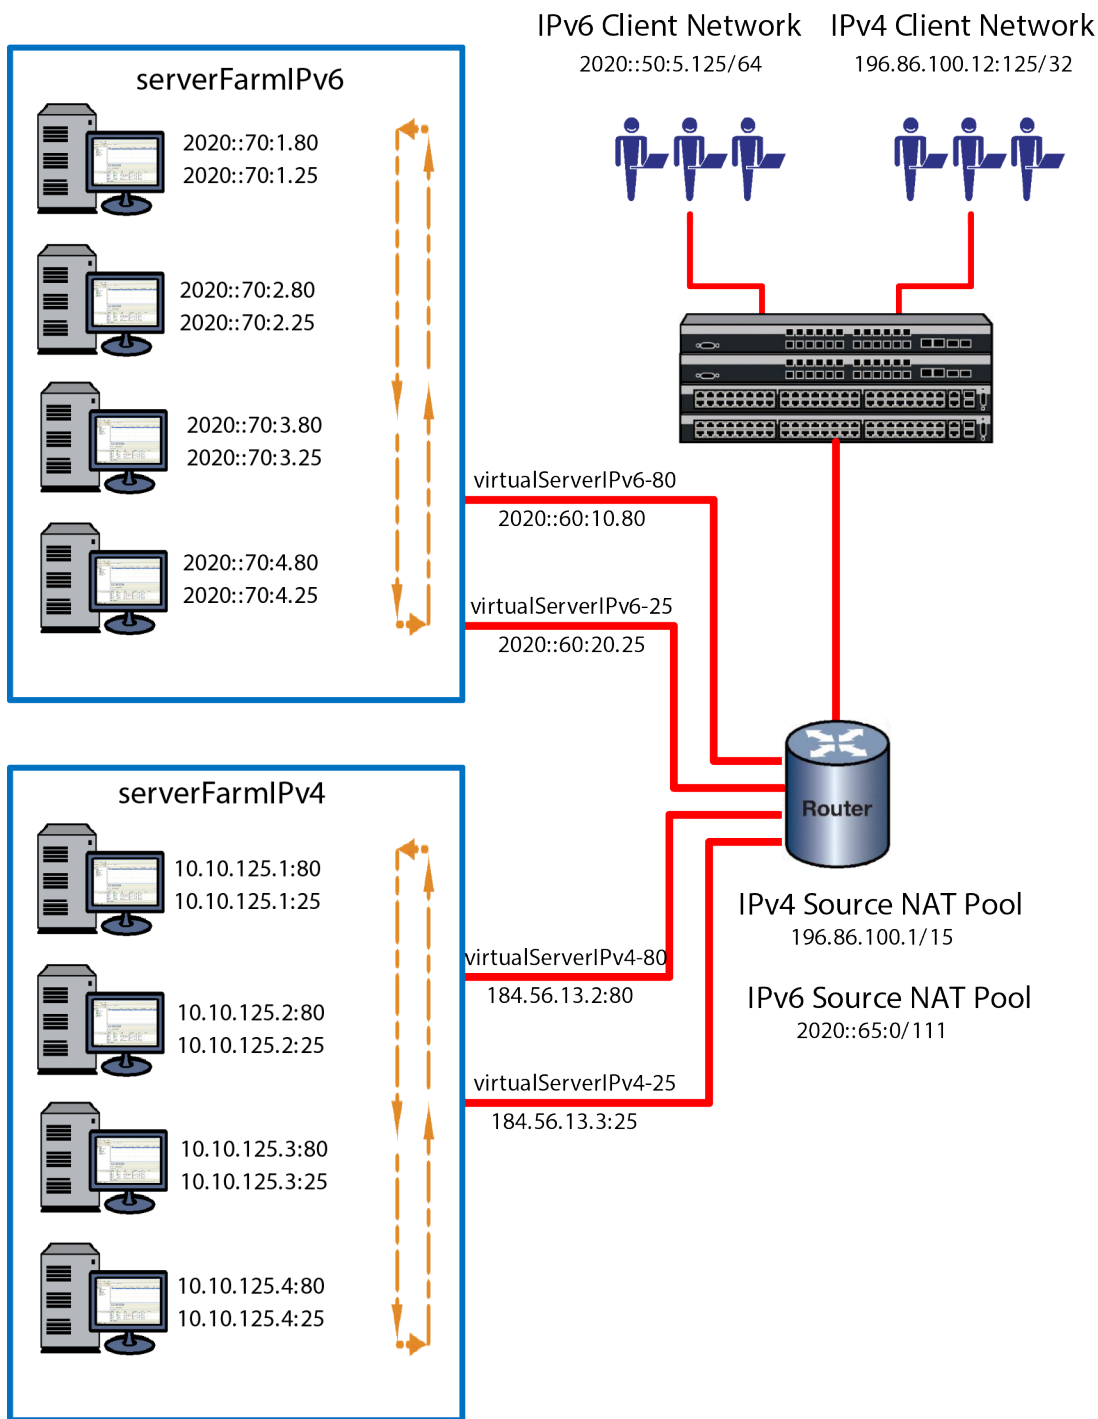 IPv6 Client Network
2020::50:5.125/64
IPv4 Client Network
196.86.100.12:125/32
serverFarmIPv6
2020::70:1.80
2020::70:1.25
2020::70:2.80
2020::70:2.25
2020::70:3.80
2020::70:3.25
2020::70:4.80
2020::70:4.25
virtualServerIPv6-80
2020::60:10.80
virtualServerIPv6-25
2020::60:20.25
Router
IPv4 Source NAT Pool
196.86.100.1/15
IPv6 Source NAT Pool
2020::65:0/111
serverFarmIPv4
10.10.125.1:80
10.10.125.1:25
10.10.125.2:80
10.10.125.2:25
10.10.125.3:80
10.10.125.3:25
10.10.125.4:80
10.10.125.4:25
virtualServerIPv4-80
184.56.13.2:80
virtualServerIPv4-25
184.56.13.3:25